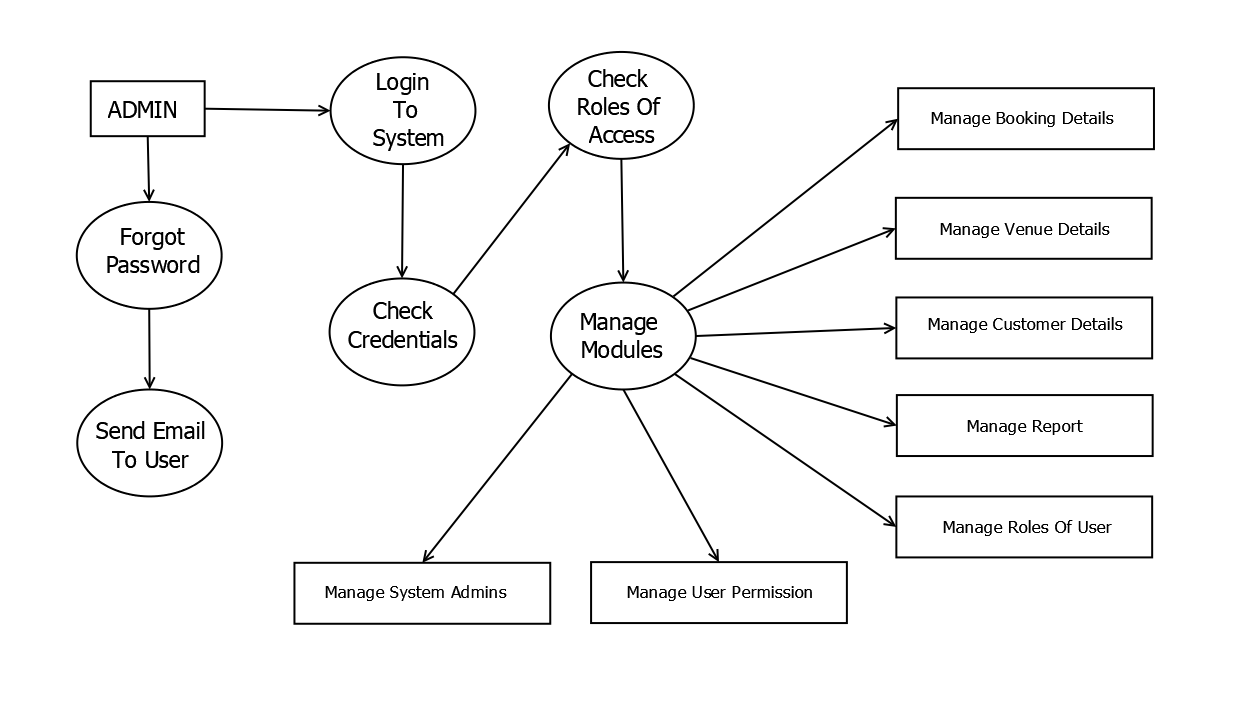 ADMIN
Login
To
System
Check
Roles Of
Access
Forgot
Password
Check
Credentials
Send Email
To User
Manage
Modules
Manage Booking Details
Manage Venue Details
Manage Customer Details
Manage Report
Manage Roles Of User
Manage System Admins
Manage User Permission